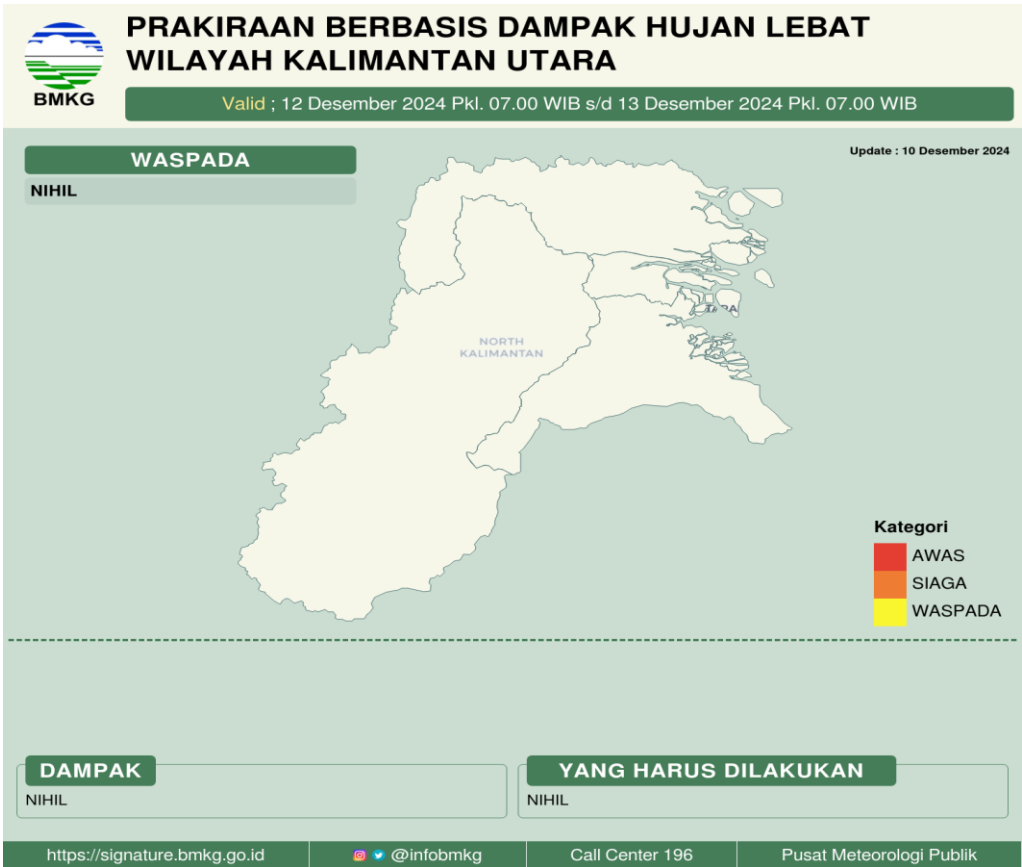 BMKG
PRAKIRAAN BERBASIS DAMPAK HUJAN LEBAT
WILAYAH KALIMANTAN UTARA
Valid ; 12 Desember 2024 Pkl. 07.00 WIB s/d 13 Desember 2024 Pkl. 07.00 WIB
WASPADA
NIHIL
Update : 10 Desember 2024
NORTH
KALIMANTAN
Kategori
AWAS
SIAGA
WASPADA
DAMPAK
NIHIL
YANG HARUS DILAKUKAN
NIHIL
https://signature.bmkg.go.id
@infobmkg
Call Center 196
Pusat Meteorologi Publik